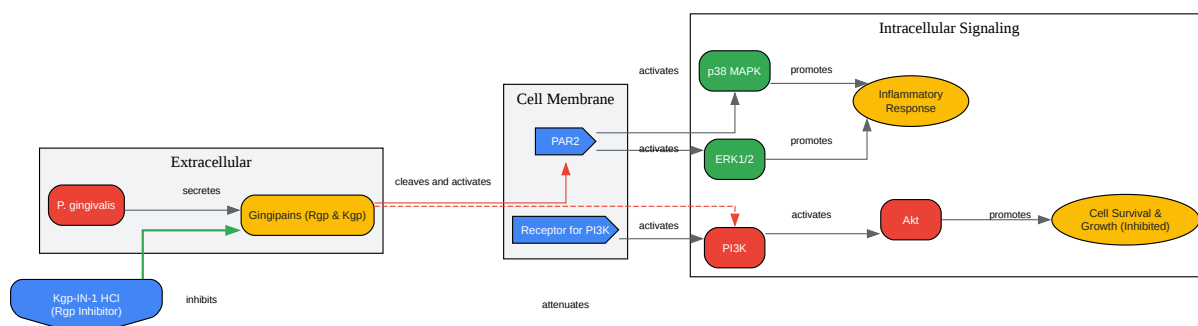 Intracellular Signaling
p38 MAPK
activates
promotes
Inflammatory
Response
Cell Membrane
PAR2
activates
ERK1/2
promotes
Extracellular
P. gingivalis
secretes
Gingipains (Rgp & Kgp)
cleaves and activates
Receptor for PI3K
activates
PI3K
activates
Akt
promotes
Cell Survival &
Growth (Inhibited)
Kgp-IN-1 HCl
(Rgp Inhibitor)
inhibits
attenuates